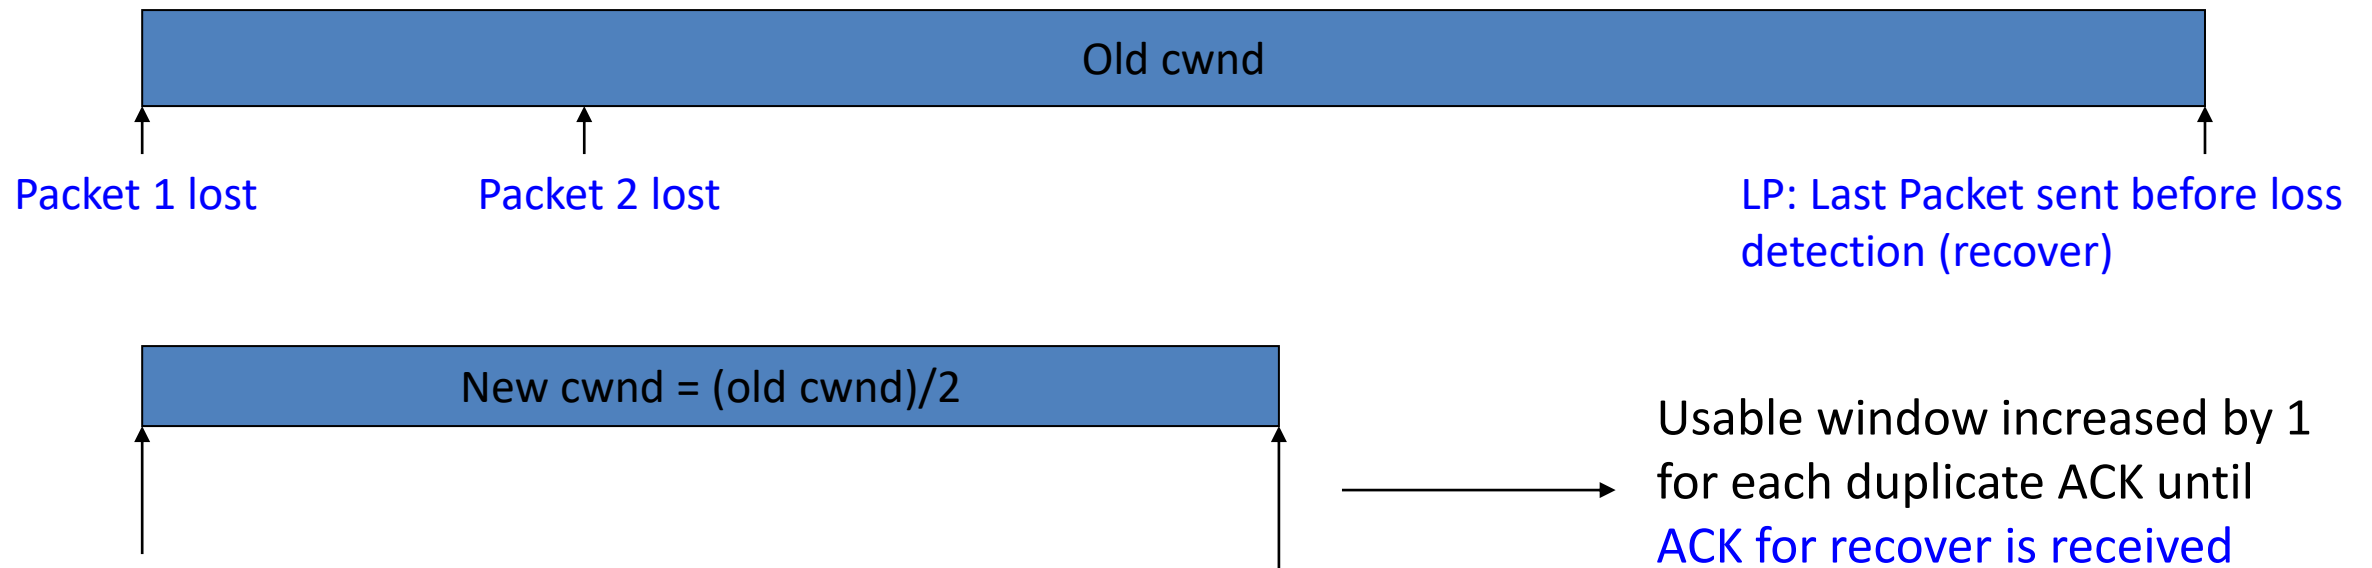 Old cwnd
Packet 1 lost
Packet 2 lost
LP: Last Packet sent before loss
detection (recover)
New cwnd = (old cwnd)/2
Usable window increased by 1
for each duplicate ACK until
ACK for recover is received